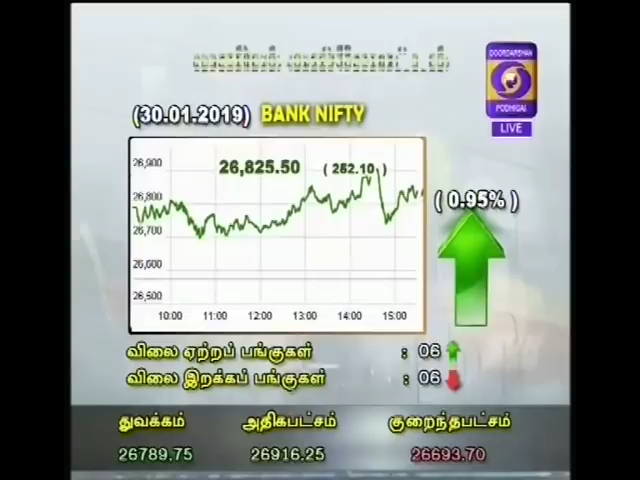 DOORDARSHAN
PODHIGAI
LIVE
(30.01.2019) BANK NIFTY
26,825.50 ( 252.10 )
( 0.95% )
26,900
26,800
26,700
26,600
26,500
10:00 11:00 12:00 13:00 14:00 15:00
விலை ஏற்றப் பங்குகள் : 06
விலை இறக்கப் பங்குகள் : 06
துவக்கம் அதிகபட்சம் குறைந்தபட்சம்
26789.75 26916.25 26693.70